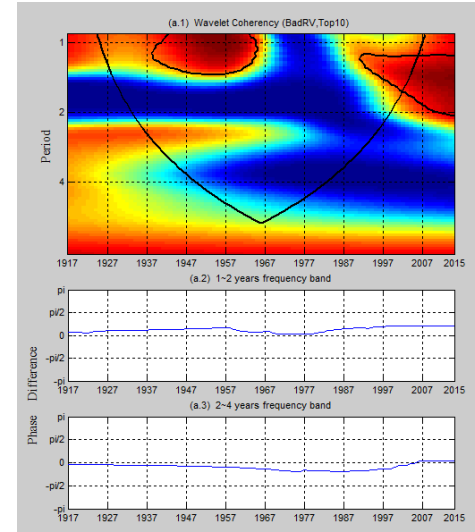 (a.1) Wavelet Coherency (BadRV,Top10)
1
2
4
Period
1917 1927 1937 1947 1957 1967 1977 1987 1997 2007 2015
(a.2) 1~2 years frequency band
pi
pi/2
0
-pi/2
-pi
1917 1927 1937 1947 1957 1967 1977 1987 1997 2007 2015
Phase Difference
(a.3) 2~4 years frequency band
pi
pi/2
0
-pi/2
-pi
1917 1927 1937 1947 1957 1967 1977 1987 1997 2007 2015